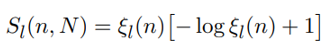 S_l(n, N) = ξ_l(n)[− log ξ_l(n) + 1]